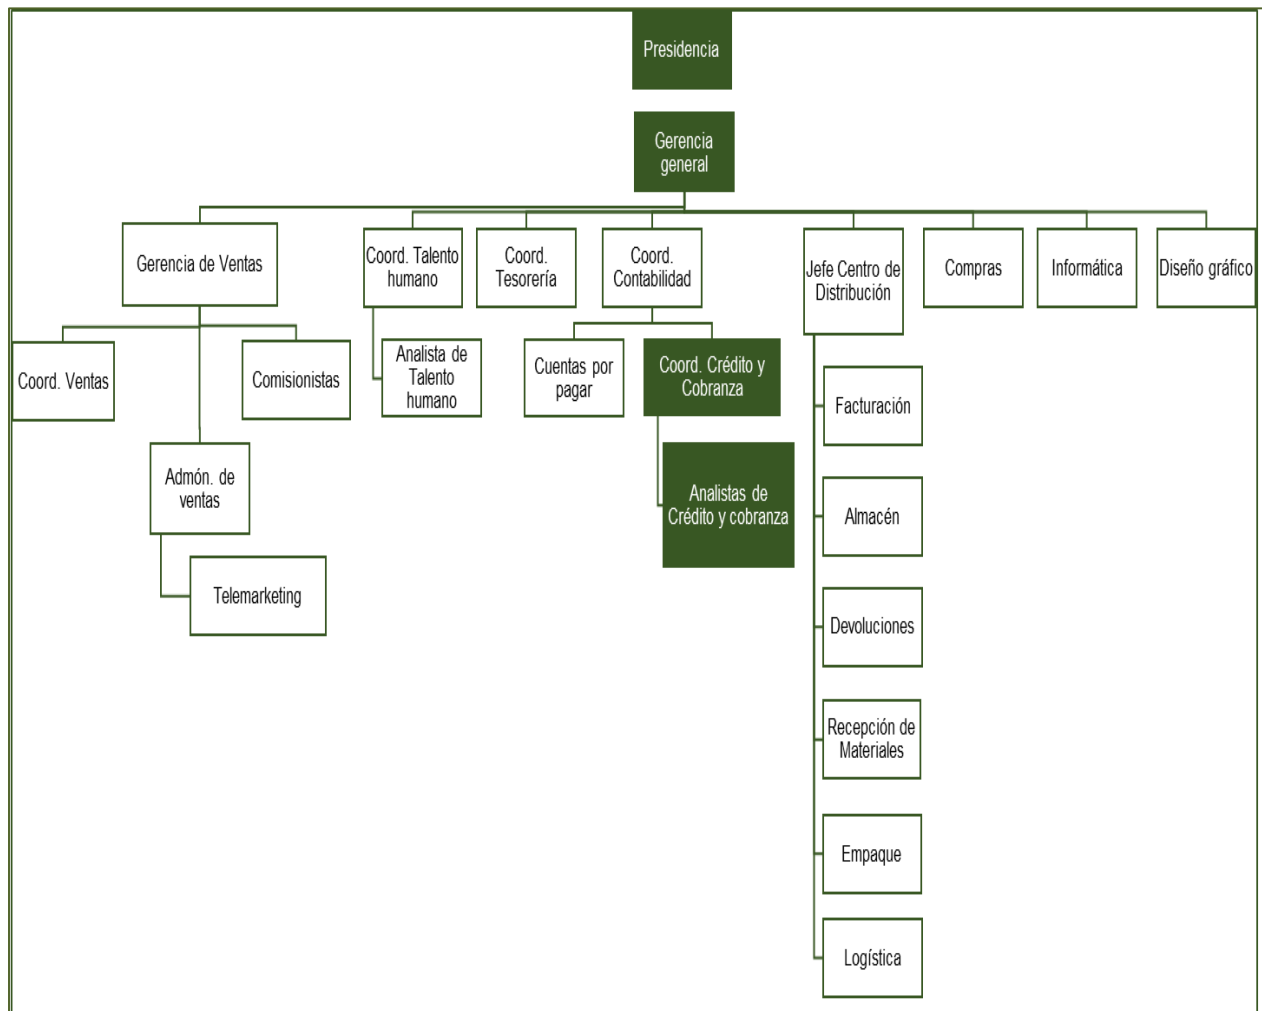 Presidencia
Gerencia
general
Gerencia de Ventas
Coord. Talento
humano
Coord.
Tesorería
Coord.
Contabilidad
Jefe Centro de
Distribución
Compras
Informática
Diseño gráfico
Coord. Ventas
Comisionistas
Analista de
Talento
humano
Cuentas por
pagar
Coord. Crédito y
Cobranza
Facturación
Admón. de
ventas
Analistas de
Crédito y cobranza
Almacén
Telemarketing
Devoluciones
Recepción de
Materiales
Empaque
Logística